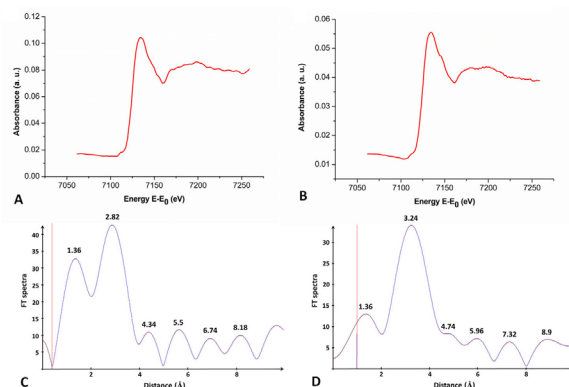 0.12
0.10
0.08
0.06
0.04
0.02
0.00
Absorbance (a. u.)
7050 7100 7150 7200 7250
Energy E-E0 (eV)
A
0.06
0.05
0.04
0.03
0.02
0.01
Absorbance (a. u.)
7050 7100 7150 7200 7250
Energy E-E0 (eV)
B
40
35
30
25
20
15
10
5
FT spectra
1.36
2.82
4.34
5.5
6.74
8.18
2 4 6 8
Distance (Å)
C
30
25
20
15
10
5
FT spectra
1.36
3.24
4.74
5.96
7.32
8.9
2 4 6 8
Distance (Å)
D